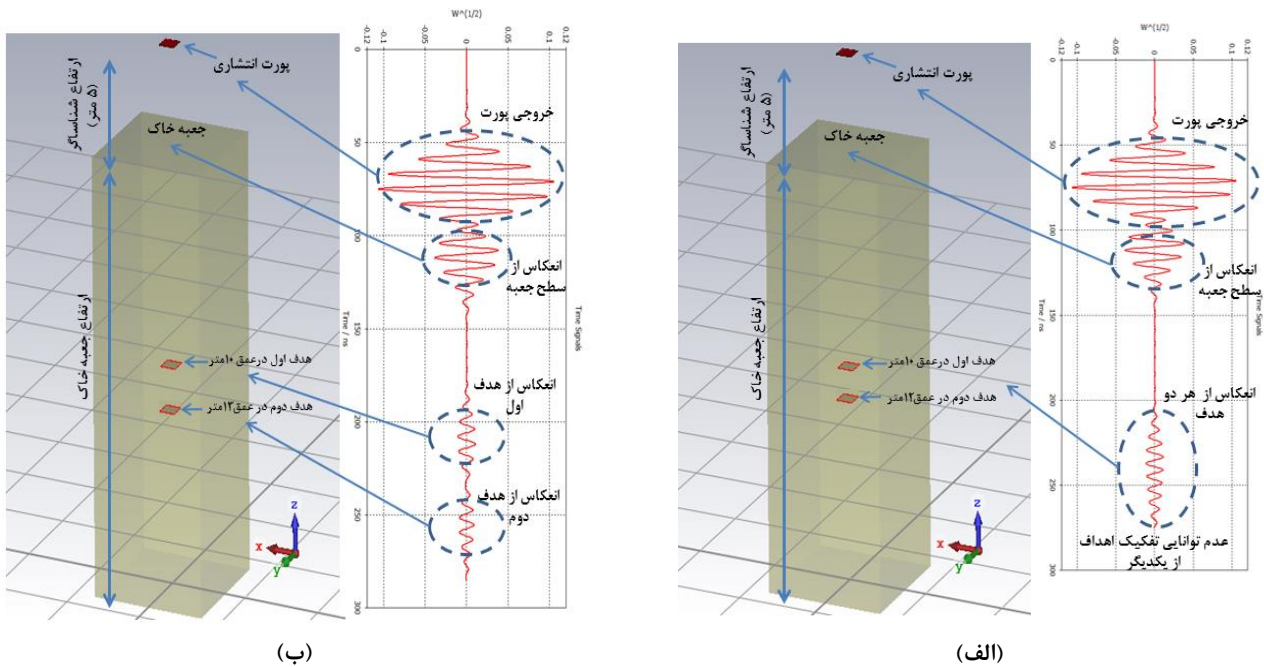 W^(1/2)
-0.12
-0.1
-0.05
0
0.05
0.1
0.12
0
50
100
150
200
250
300
Time / ns
Time Signals
پورت انتشاری
ارتفاع شناساگر
(۵ متر)
جعبه خاک
خروجی پورت
انعکاس از
سطح جعبه
ارتفاع جعبه خاک
هدف اول در عمق ۱۰متر
هدف دوم در عمق۱۲متر
انعکاس از هر دو
هدف
عدم توانایی تفکیک اهداف
از یکدیگر
z
x
y
(الف)
W^(1/2)
-0.12
-0.1
-0.05
0
0.05
0.1
0.12
0
50
100
150
200
250
300
Time / ns
Time Signals
پورت انتشاری
ارتفاع شناساگر
(۵ متر)
جعبه خاک
خروجی پورت
انعکاس از
سطح جعبه
ارتفاع جعبه خاک
هدف اول درعمق ۱۰متر
هدف دوم در عمق۱۲متر
انعکاس از هدف
اول
انعکاس از هدف
دوم
z
x
y
(ب)